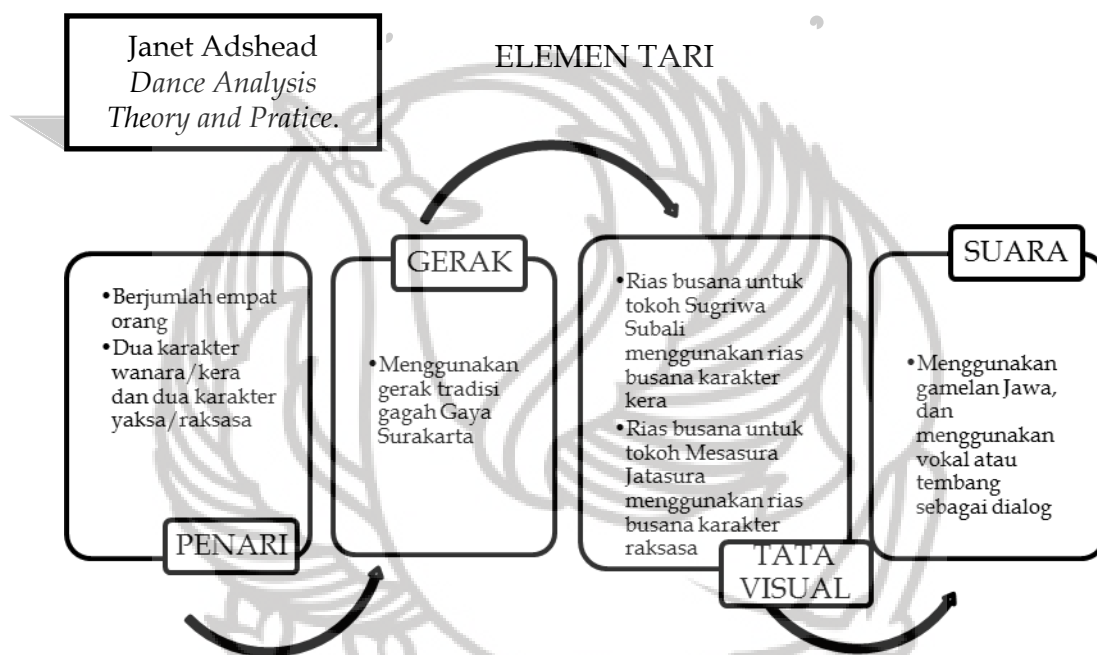 Janet Adshead
Dance Analysis
Theory and Pratice.
ELEMEN TARI
•Berjumlah empat
orang
•Dua karakter
wanara/kera
dan dua karakter
yaksa/raksasa
PENARI
GERAK
•Menggunakan
gerak tradisi
gagah Gaya
Surakarta
•Rias busana untuk
tokoh Sugriwa
Subali
menggunakan rias
busana karakter
kera
•Rias busana untuk
tokoh Mesasura
Jatasura
menggunakan rias
busana karakter
raksasa
TATA
VISUAL
SUARA
•Menggunakan
gamelan Jawa,
dan
menggunakan
vokal atau
tembang
sebagai dialog